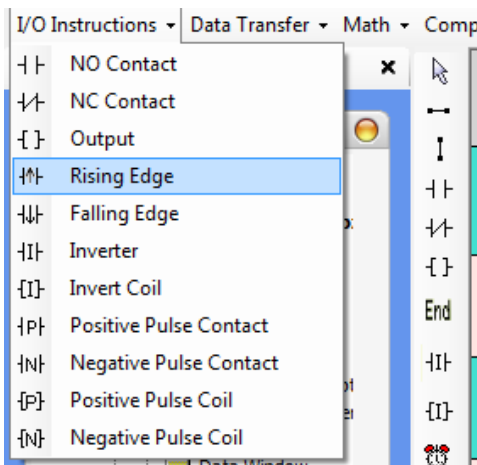 I/O Instructions Data Transfer Math Comp
NO Contact
NC Contact
Output
Rising Edge
Falling Edge
Inverter
Invert Coil
Positive Pulse Contact
Negative Pulse Contact
Positive Pulse Coil
Negative Pulse Coil
End
Data Window